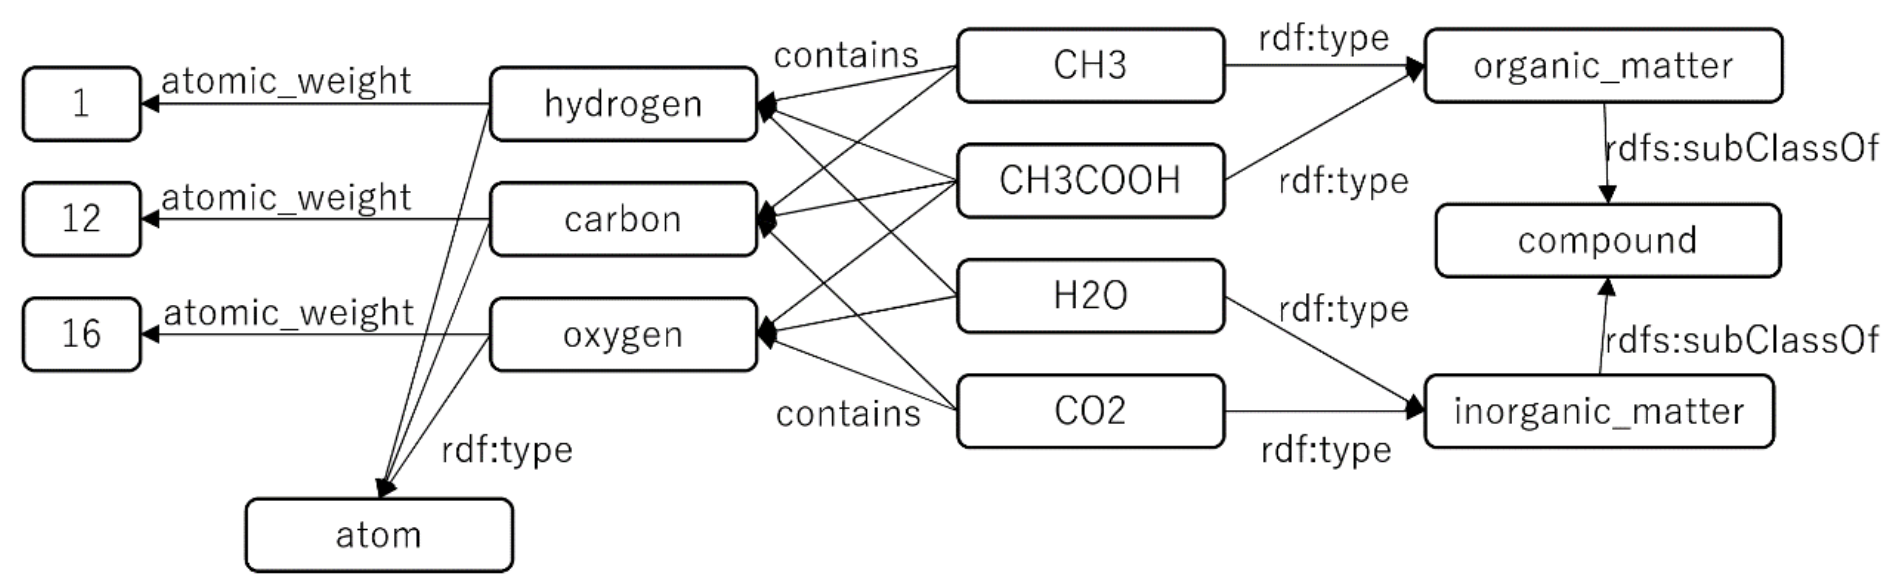 contains
CH3
rdf:type
organic_matter
1
atomic_weight
hydrogen
rdfs:subClassOf
CH3COOH
rdf:type
12
atomic_weight
carbon
compound
H2O
rdf:type
16
atomic_weight
oxygen
rdfs:subClassOf
contains
CO2
inorganic_matter
rdf:type
rdf:type
atom